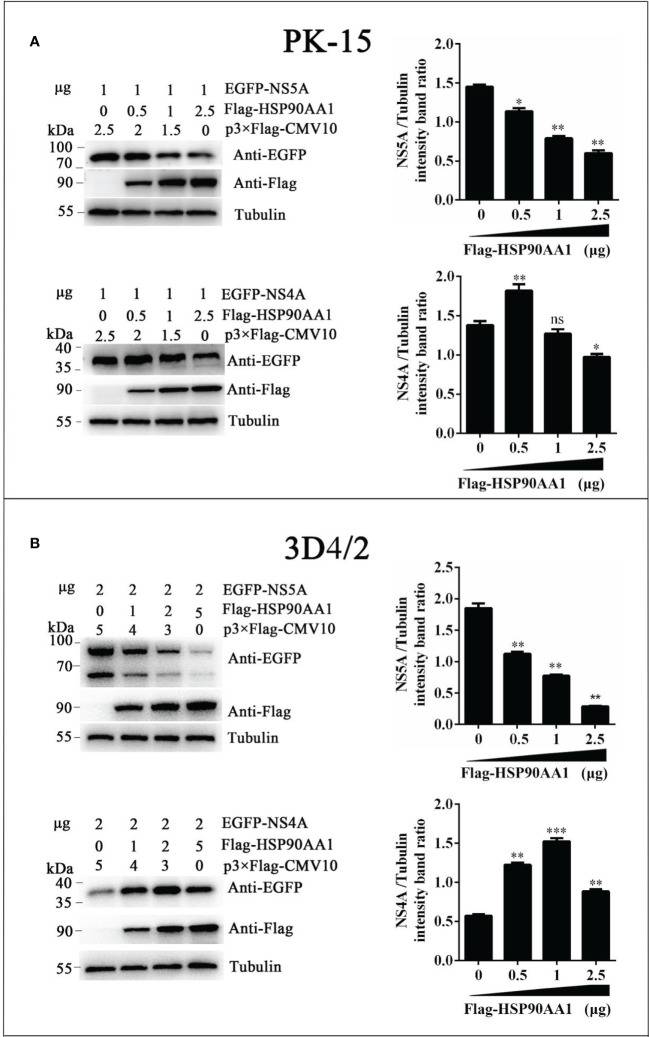 A
PK-15
μg 1 1 1 1 EGFP-NS5A
0 0.5 1 2.5 Flag-HSP90AA1
kDa 2.5 2 1.5 0 p3×Flag-CMV10
100
70
Anti-EGFP
90 Anti-Flag
55 Tubulin
NS5A /Tubulin
intensity band ratio
2.0
1.5
1.0
0.5
0.0
* ** **
0 0.5 1 2.5
Flag-HSP90AA1 (μg)
μg 1 1 1 1 EGFP-NS4A
0 0.5 1 2.5 Flag-HSP90AA1
2.5 2 1.5 0 p3×Flag-CMV10
kDa
40
35
Anti-EGFP
90 Anti-Flag
55 Tubulin
NS4A /Tubulin
intensity band ratio
2.0
1.5
1.0
0.5
0.0
** ns *
0 0.5 1 2.5
Flag-HSP90AA1 (μg)
B
3D4/2
μg 2 2 2 2 EGFP-NS5A
0 1 2 5 Flag-HSP90AA1
kDa 5 4 3 0 p3×Flag-CMV10
100
70
Anti-EGFP
90 Anti-Flag
55 Tubulin
NS5A /Tubulin
intensity band ratio
2.5
2.0
1.5
1.0
0.5
0.0
** ** **
0 0.5 1 2.5
Flag-HSP90AA1 (μg)
μg 2 2 2 2 EGFP-NS4A
0 1 2 5 Flag-HSP90AA1
kDa 5 4 3 0 p3×Flag-CMV10
40
35
Anti-EGFP
90 Anti-Flag
55 Tubulin
NS4A /Tubulin
intensity band ratio
2.0
1.5
1.0
0.5
0.0
** *** **
0 0.5 1 2.5
Flag-HSP90AA1 (μg)